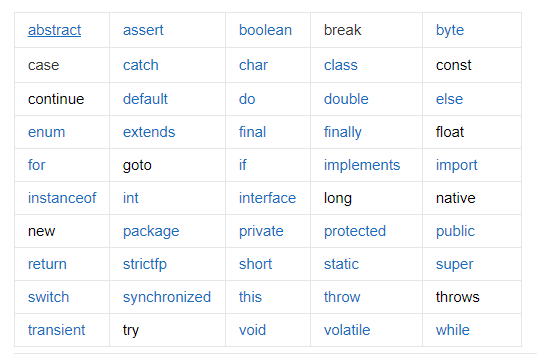 abstract assert boolean break byte
case catch char class const
continue default do double else
enum extends final finally float
for goto if implements import
instanceof int interface long native
new package private protected public
return strictfp short static super
switch synchronized this throw throws
transient try void volatile while